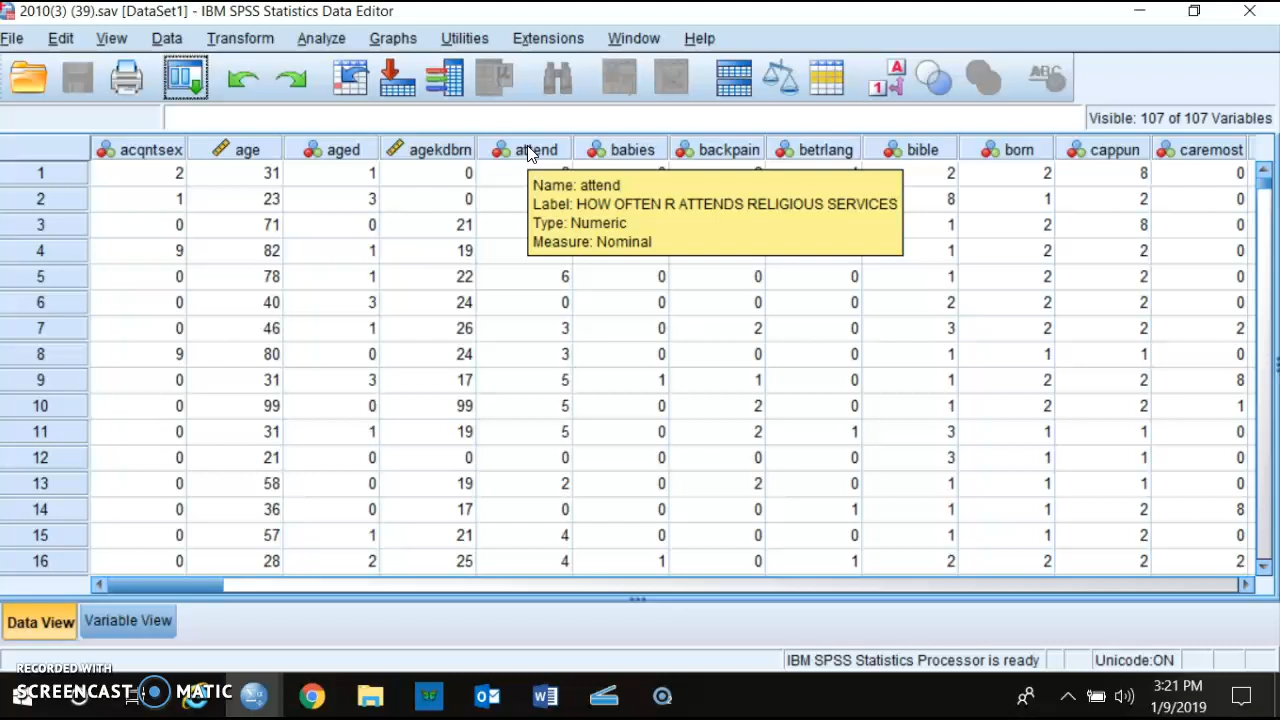 2010(3) (39).sav [DataSet1] - IBM SPSS Statistics Data Editor
File Edit View Data Transform Analyze Graphs Utilities Extensions Window Help
A
1 ABC
Visible: 107 of 107 Variables
acqntsex age aged agekdbrn attend babies backpain betrlang bible born cappun caremost
1 2 31 1 0 2 2 8 0
2 1 23 3 0 8 1 2 0
3 0 71 0 21 1 2 8 0
4 9 82 1 19 1 2 2 0
Name: attend
Label: HOW OFTEN R ATTENDS RELIGIOUS SERVICES
Type: Numeric
Measure: Nominal
5 0 78 1 22 6 0 0 0 1 2 2 0
6 0 40 3 24 0 0 0 0 2 2 2 0
7 0 46 1 26 3 0 2 0 3 2 2 2
8 9 80 0 24 3 0 0 0 1 1 1 0
9 0 31 3 17 5 1 1 0 1 2 2 8
10 0 99 0 99 5 0 2 0 1 2 2 1
11 0 31 1 19 5 0 2 1 3 1 1 0
12 0 21 0 0 0 0 0 0 3 1 1 0
13 0 58 0 19 2 0 2 0 1 1 1 0
14 0 36 0 17 0 0 0 1 1 1 2 8
15 0 57 1 21 4 0 0 0 1 1 2 0
16 0 28 2 25 4 1 0 1 2 2 2 2
Data View Variable View
IBM SPSS Statistics Processor is ready Unicode:ON
RECORDED WITH
SCREENCAST MATIC
3:21 PM
1/9/2019